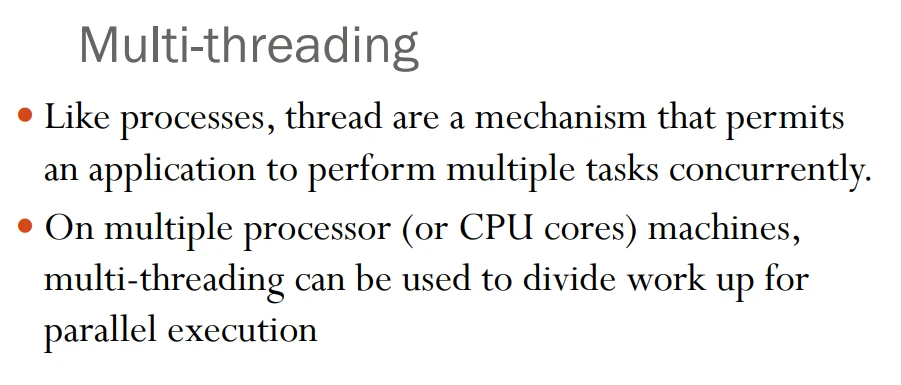 Multi-threading
• Like processes, thread are a mechanism that permits
an application to perform multiple tasks concurrently.
• On multiple processor (or CPU cores) machines,
multi-threading can be used to divide work up for
parallel execution